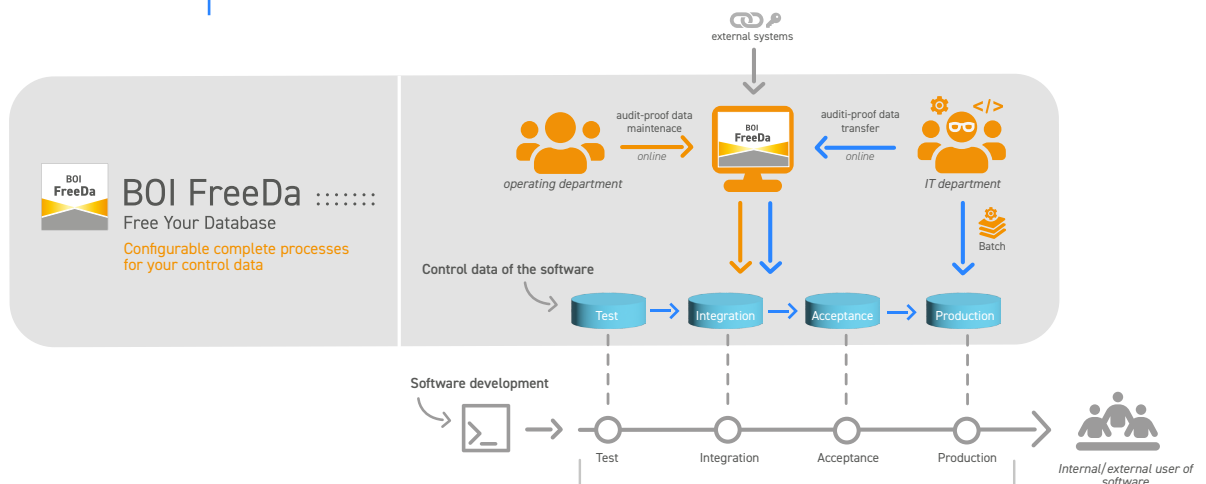 external systems
audit-proof data
maintenace
online
BOI
FreeDa
auditi-proof data
transfer
online
</>
operating department
IT department
BOI
FreeDa
BOI FreeDa :::::::
Free Your Database
Configurable complete processes
for your control data
Batch
Control data of the software
Test
Integration
Acceptance
Production
Software development
>_
Test
Integration
Acceptance
Production
Internal/external user of
software